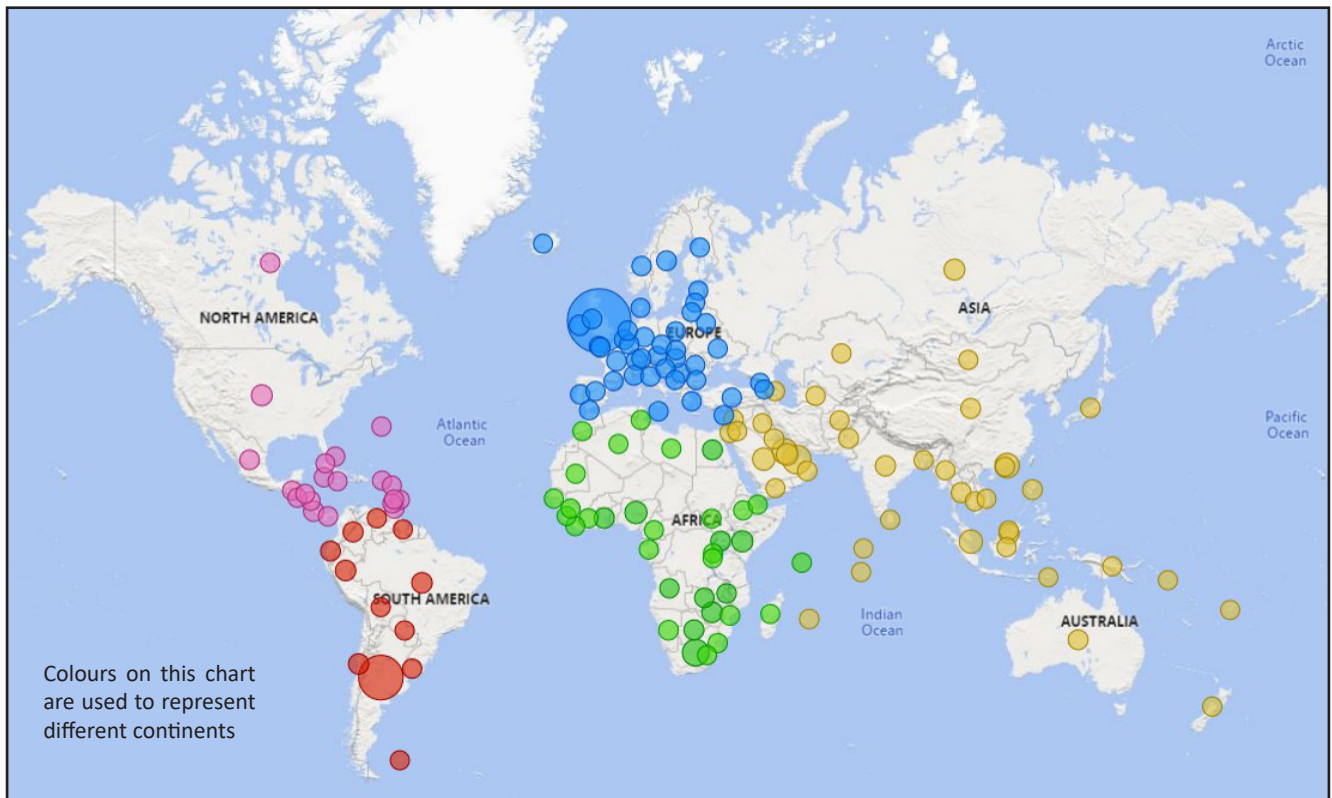 Arctic
Ocean
NORTH AMERICA
ASIA
EUROPE
Atlantic
Ocean
Pacific
Ocean
AFRICA
SOUTH AMERICA
Indian
Ocean
AUSTRALIA
Colours on this chart
are used to represent
different continents